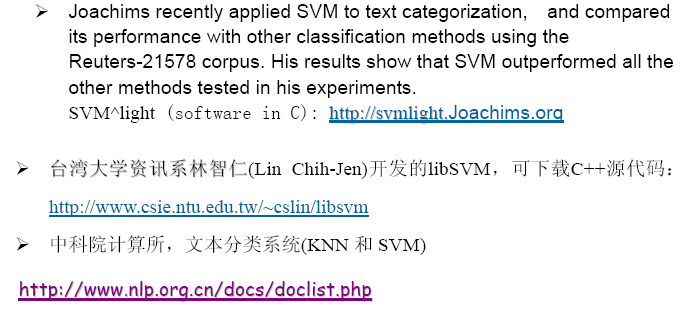 ➢ Joachims recently applied SVM to text categorization, and compared
its performance with other classification methods using the
Reuters-21578 corpus. His results show that SVM outperformed all the
other methods tested in his experiments.
SVM^light (software in C): http://svmlight.Joachims.org
➢ 台湾大学资讯系林智仁(Lin Chih-Jen)开发的libSVM，可下载C++源代码：
http://www.csie.ntu.edu.tw/~cslin/libsvm
➢ 中科院计算所，文本分类系统(KNN 和 SVM)
http://www.nlp.org.cn/docs/doclist.php